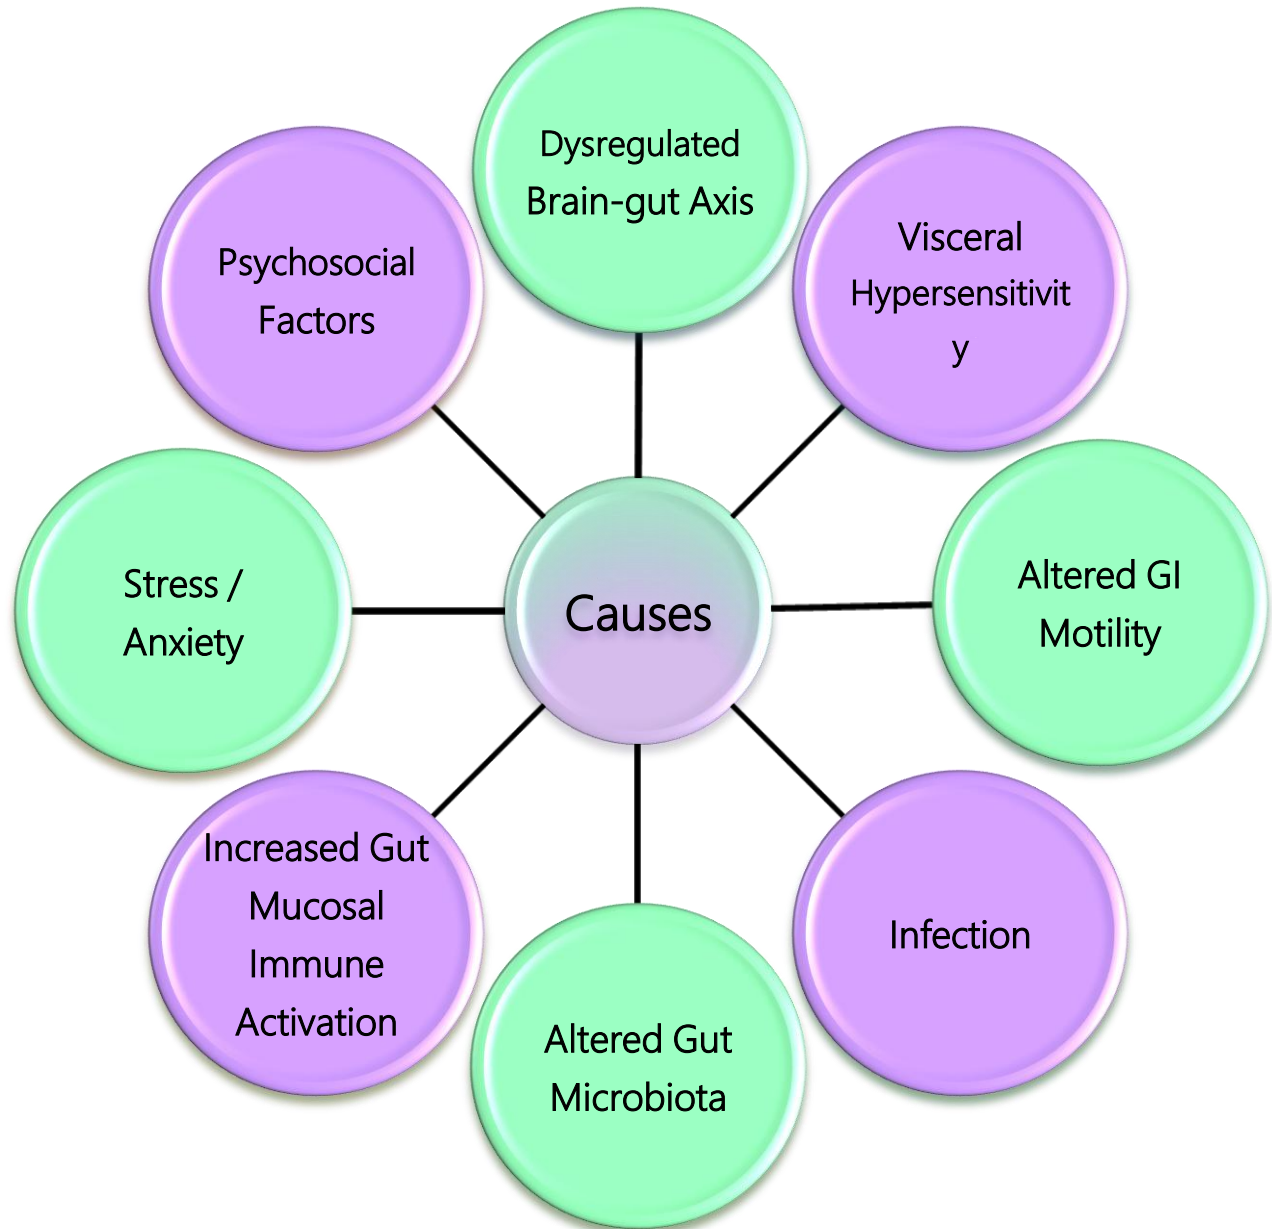 Dysregulated
Brain-gut Axis
Visceral
Hypersensitivit
y
Altered GI
Motility
Infection
Altered Gut
Microbiota
Increased Gut
Mucosal
Immune
Activation
Stress /
Anxiety
Psychosocial
Factors
Causes